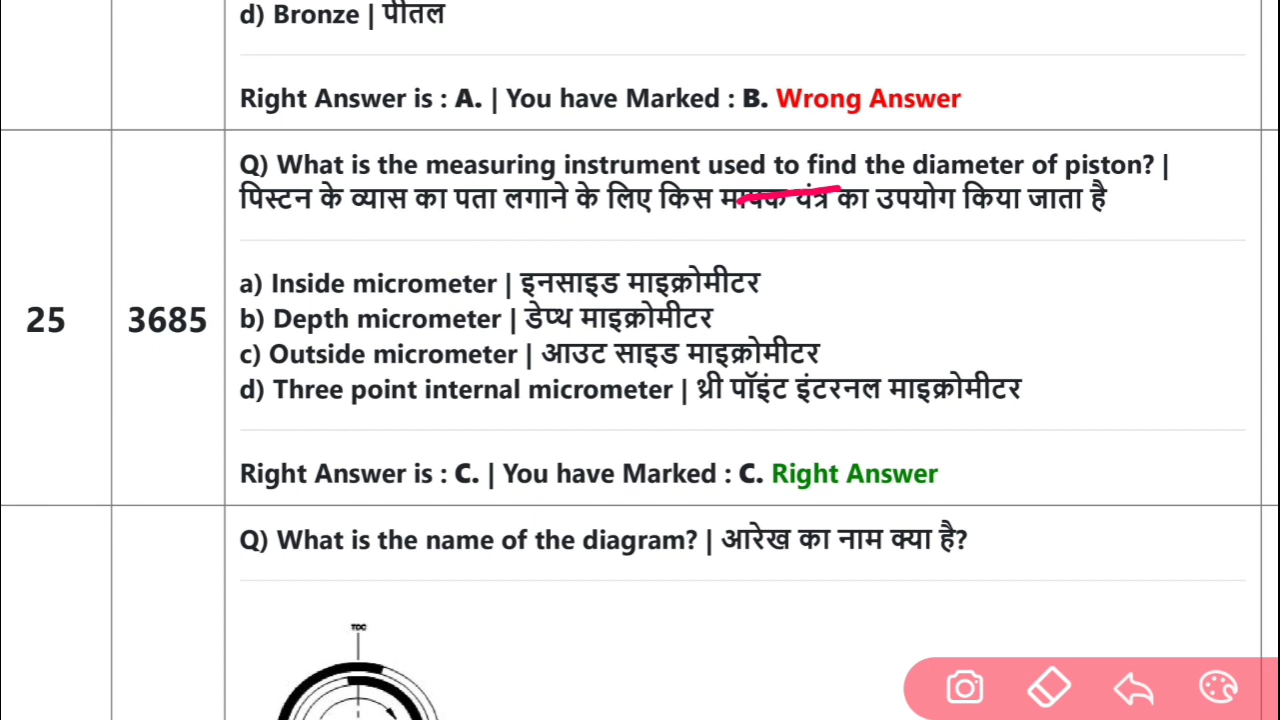 d) Bronze | पीतल
Right Answer is : A. | You have Marked : B. Wrong Answer
Q) What is the measuring instrument used to find the diameter of piston? |
पिस्टन के व्यास का पता लगाने के लिए किस मापक यंत्र का उपयोग किया जाता है
a) Inside micrometer | इनसाइड माइक्रोमीटर
25 3685 b) Depth micrometer | डेप्थ माइक्रोमीटर
c) Outside micrometer | आउट साइड माइक्रोमीटर
d) Three point internal micrometer | थ्री पॉइंट इंटरनल माइक्रोमीटर
Right Answer is : C. | You have Marked : C. Right Answer
Q) What is the name of the diagram? | आरेख का नाम क्या है?
TDC